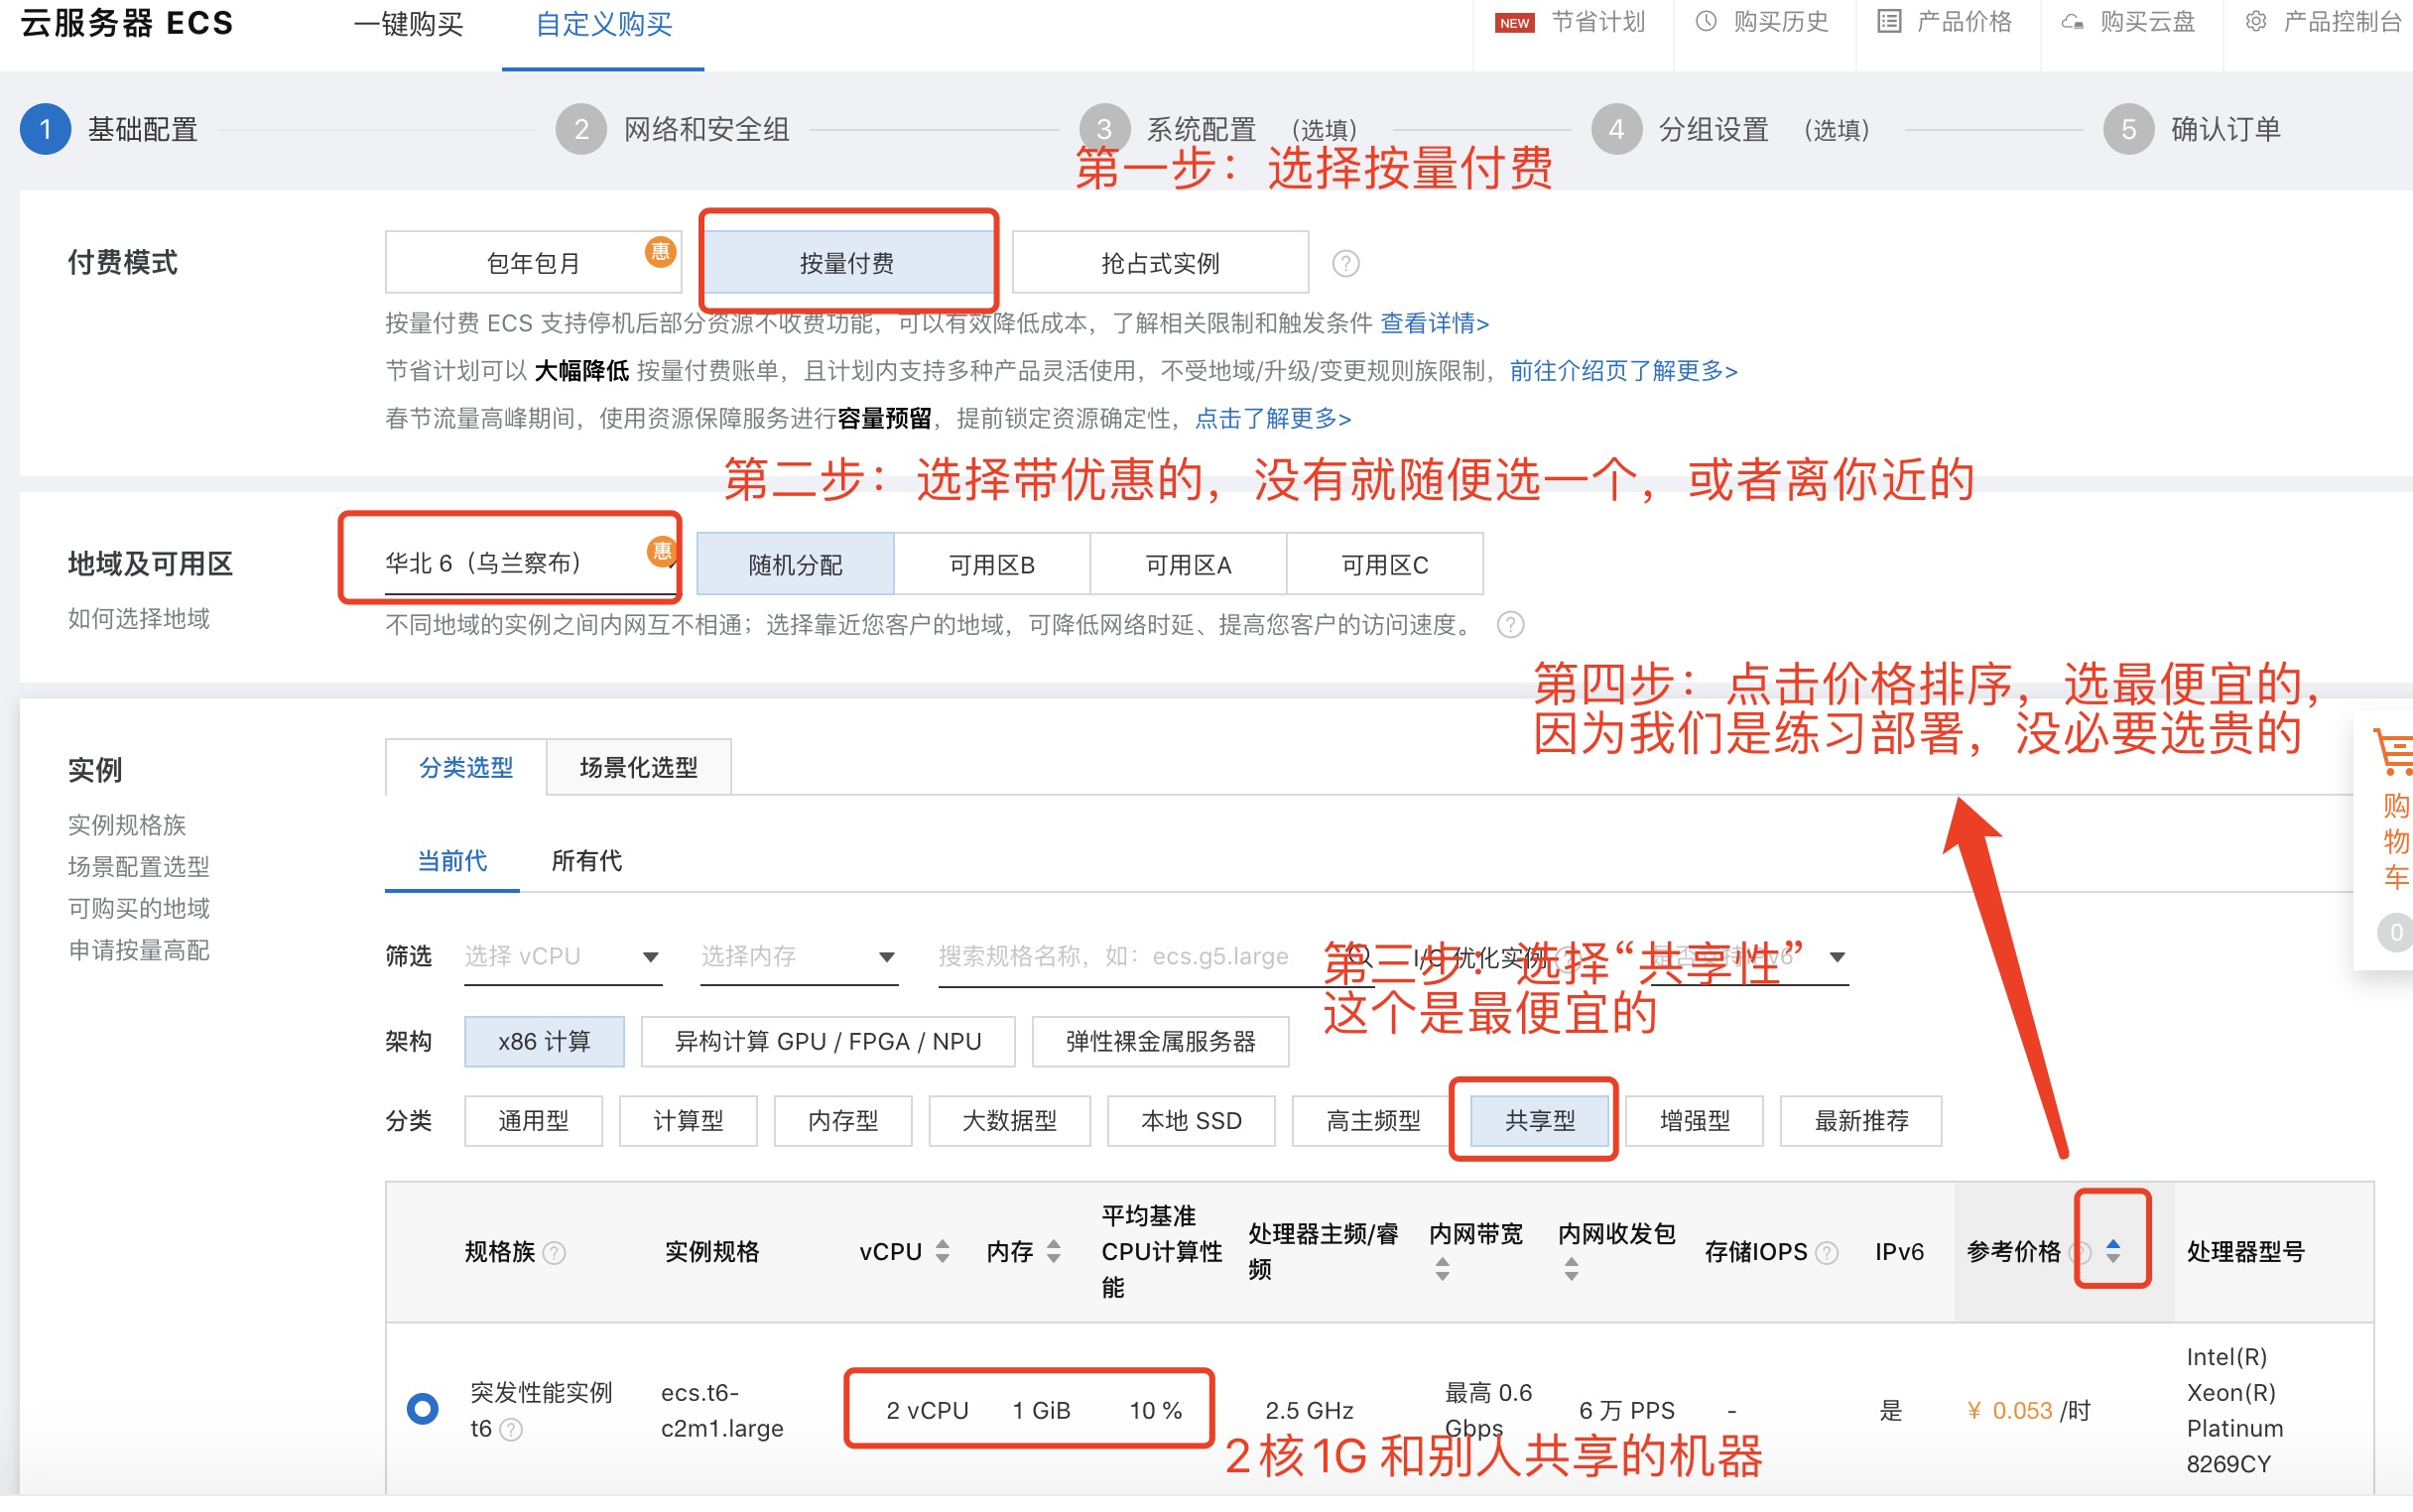 云服务器 ECS
一键购买
自定义购买
NEW 节省计划
购买历史
产品价格
购买云盘
产品控制台
1 基础配置
2 网络和安全组
3 系统配置 （选填）
4 分组设置 （选填）
5 确认订单
第一步：选择按量付费
付费模式
包年包月
惠
按量付费
抢占式实例
?
按量付费 ECS 支持停机后部分资源不收费功能，可以有效降低成本，了解相关限制和触发条件 查看详情>
节省计划可以 大幅降低 按量付费账单，且计划内支持多种产品灵活使用，不受地域/升级/变更规则族限制，前往介绍页了解更多>
春节流量高峰期间，使用资源保障服务进行容量预留，提前锁定资源确定性，点击了解更多>
第二步：选择带优惠的，没有就随便选一个，或者离你近的
地域及可用区
如何选择地域
华北 6（乌兰察布）
惠
随机分配
可用区B
可用区A
可用区C
不同地域的实例之间内网互不相通；选择靠近您客户的地域，可降低网络时延、提高您客户的访问速度。
?
第四步：点击价格排序，选最便宜的，
因为我们是练习部署，没必要选贵的
购
物
车
0
实例
实例规格族
场景配置选型
可购买的地域
申请按量高配
分类选型
场景化选型
当前代
所有代
筛选
选择 vCPU
选择内存
搜索规格名称，如：ecs.g5.large
I/O 优化实例
?
是否支持IPv6
第三步：选择“共享性”
这个是最便宜的
架构
x86 计算
异构计算 GPU / FPGA / NPU
弹性裸金属服务器
分类
通用型
计算型
内存型
大数据型
本地 SSD
高主频型
共享型
增强型
最新推荐
规格族 ?
实例规格
vCPU
内存
平均基准
CPU计算性
能
处理器主频/睿
频
内网带宽
内网收发包
存储IOPS ?
IPv6
参考价格 ?
处理器型号
突发性能实例
t6 ?
ecs.t6-
c2m1.large
2 vCPU
1 GiB
10 %
2.5 GHz
最高 0.6
Gbps
6 万 PPS
-
是
¥ 0.053 /时
Intel(R)
Xeon(R)
Platinum
8269CY
2核1G 和别人共享的机器